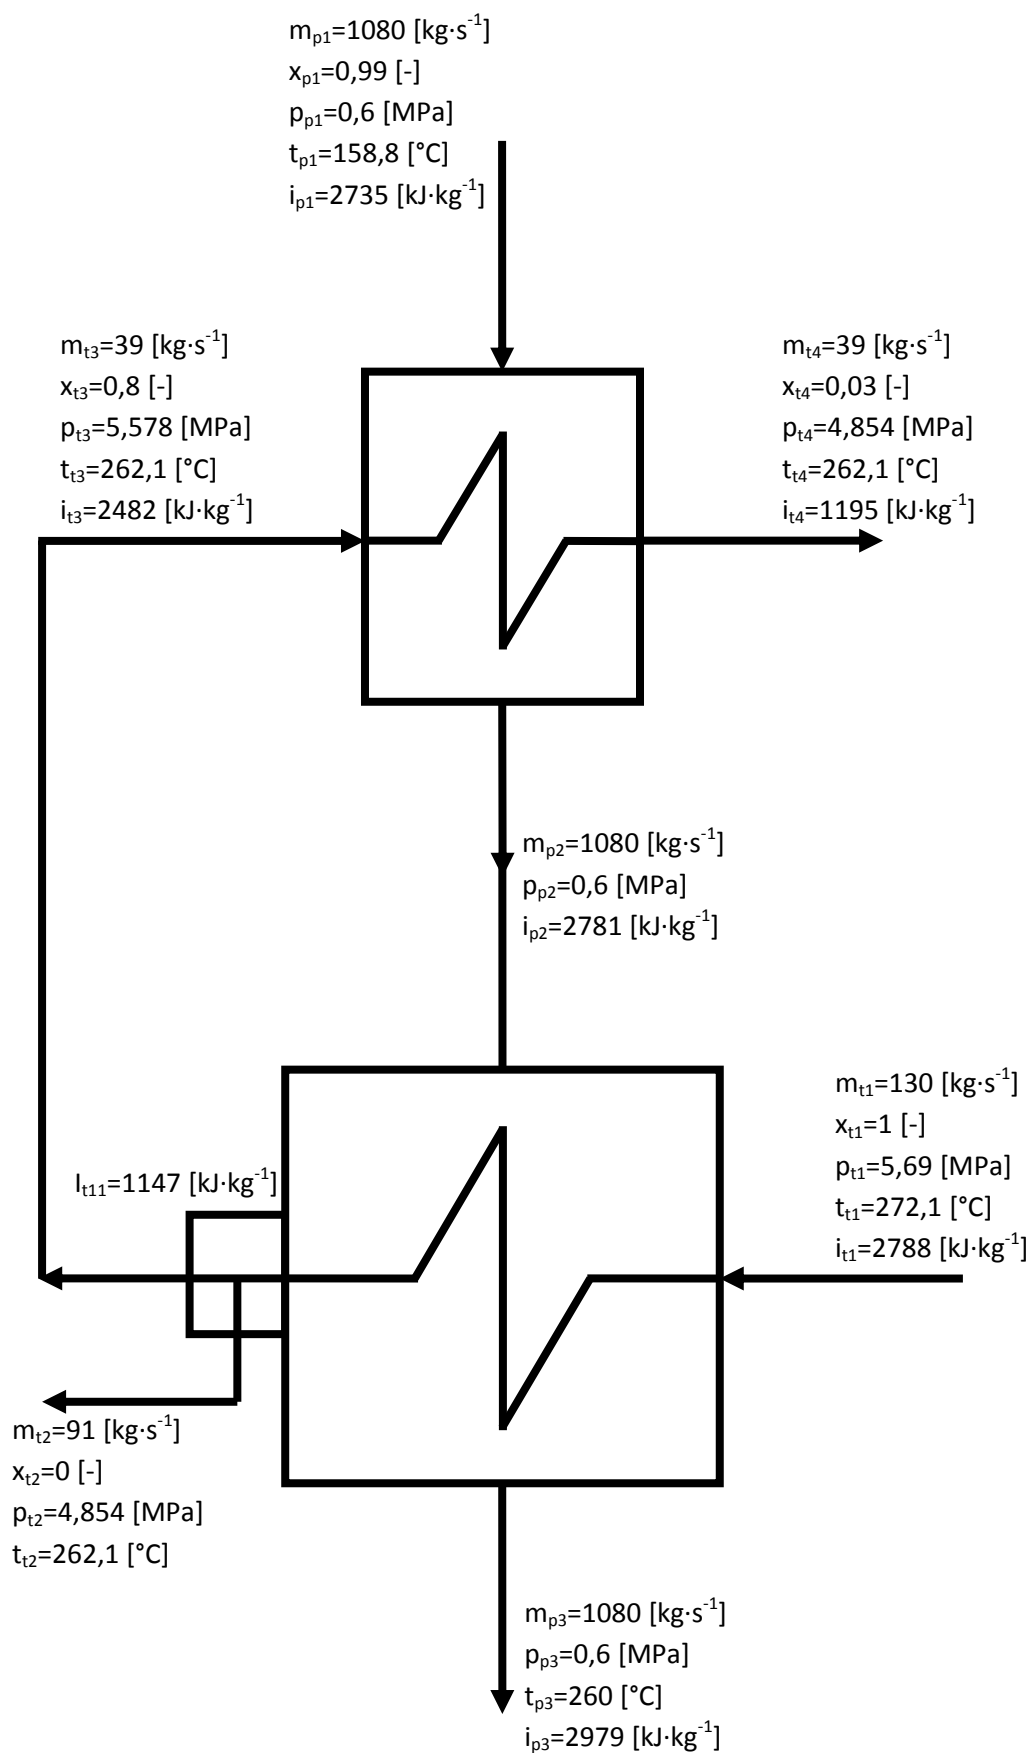 m_p1=1080 [kg·s⁻¹]
x_p1=0,99 [-]
p_p1=0,6 [MPa]
t_p1=158,8 [°C]
i_p1=2735 [kJ·kg⁻¹]
m_t3=39 [kg·s⁻¹]
x_t3=0,8 [-]
p_t3=5,578 [MPa]
t_t3=262,1 [°C]
i_t3=2482 [kJ·kg⁻¹]
m_t4=39 [kg·s⁻¹]
x_t4=0,03 [-]
p_t4=4,854 [MPa]
t_t4=262,1 [°C]
i_t4=1195 [kJ·kg⁻¹]
m_p2=1080 [kg·s⁻¹]
p_p2=0,6 [MPa]
i_p2=2781 [kJ·kg⁻¹]
m_t1=130 [kg·s⁻¹]
x_t1=1 [-]
p_t1=5,69 [MPa]
t_t1=272,1 [°C]
i_t1=2788 [kJ·kg⁻¹]
I_t11=1147 [kJ·kg⁻¹]
m_t2=91 [kg·s⁻¹]
x_t2=0 [-]
p_t2=4,854 [MPa]
t_t2=262,1 [°C]
m_p3=1080 [kg·s⁻¹]
p_p3=0,6 [MPa]
t_p3=260 [°C]
i_p3=2979 [kJ·kg⁻¹]